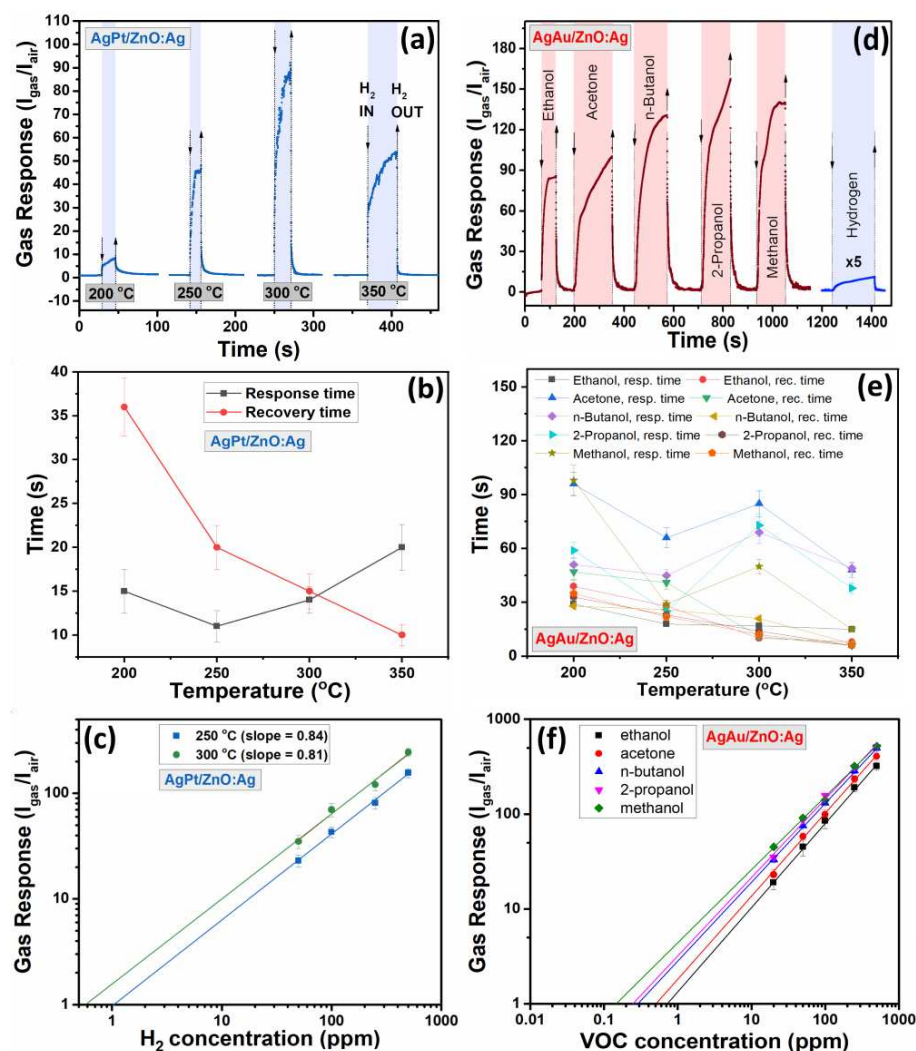 (a)
AgPt/ZnO:Ag
Gas Response (I_gas/I_air)
110
100
90
80
70
60
50
40
30
20
10
0
-10
H2 IN
H2 OUT
200 °C
250 °C
300 °C
350 °C
0 100 200 300 400
Time (s)
(d)
AgAu/ZnO:Ag
Gas Response (I_gas/I_air)
210
180
150
120
90
60
30
0
Ethanol
Acetone
n-Butanol
2-Propanol
Methanol
Hydrogen
x5
0 200 400 600 800 1000 1200 1400
Time (s)
(b)
Response time
Recovery time
AgPt/ZnO:Ag
Time (s)
40
35
30
25
20
15
10
200 250 300 350
Temperature (°C)
(e)
Ethanol, resp. time
Ethanol, rec. time
Acetone, resp. time
Acetone, rec. time
n-Butanol, resp. time
n-Butanol, rec. time
2-Propanol, resp. time
2-Propanol, rec. time
Methanol, resp. time
Methanol, rec. time
AgAu/ZnO:Ag
Time (s)
150
120
90
60
30
0
200 250 300 350
Temperature (°C)
(c)
250 °C (slope = 0.84)
300 °C (slope = 0.81)
AgPt/ZnO:Ag
Gas Response (I_gas/I_air)
100
10
1
1 10 100 1000
H2 concentration (ppm)
(f)
AgAu/ZnO:Ag
ethanol
acetone
n-butanol
2-propanol
methanol
Gas Response (I_gas/I_air)
1000
100
10
1
0.01 0.1 1 10 100 1000
VOC concentration (ppm)